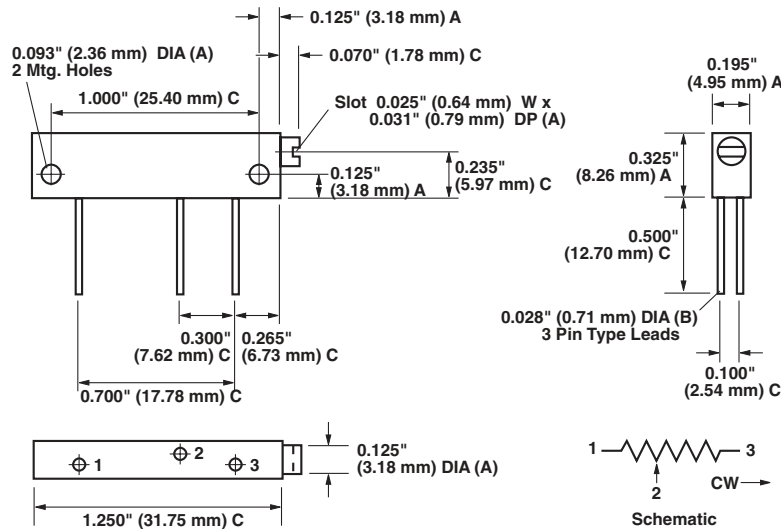 0.125"
(3.18 mm) A
0.093" (2.36 mm) DIA (A)
2 Mtg. Holes
0.070"
(1.78 mm) C
1.000" (25.40 mm) C
Slot 0.025" (0.64 mm) W x
0.031" (0.79 mm) DP (A)
0.195"
(4.95 mm) A
0.125"
(3.18 mm) A
0.235"
(5.97 mm) C
0.325"
(8.26 mm) A
0.500"
(12.70 mm) C
0.300"
(7.62 mm) C
0.265"
(6.73 mm) C
0.028" (0.71 mm) DIA (B)
3 Pin Type Leads
0.700" (17.78 mm) C
0.100"
(2.54 mm) C
1
2
3
0.125"
(3.18 mm) DIA (A)
1.250" (31.75 mm) C
1
3
2
CW
Schematic